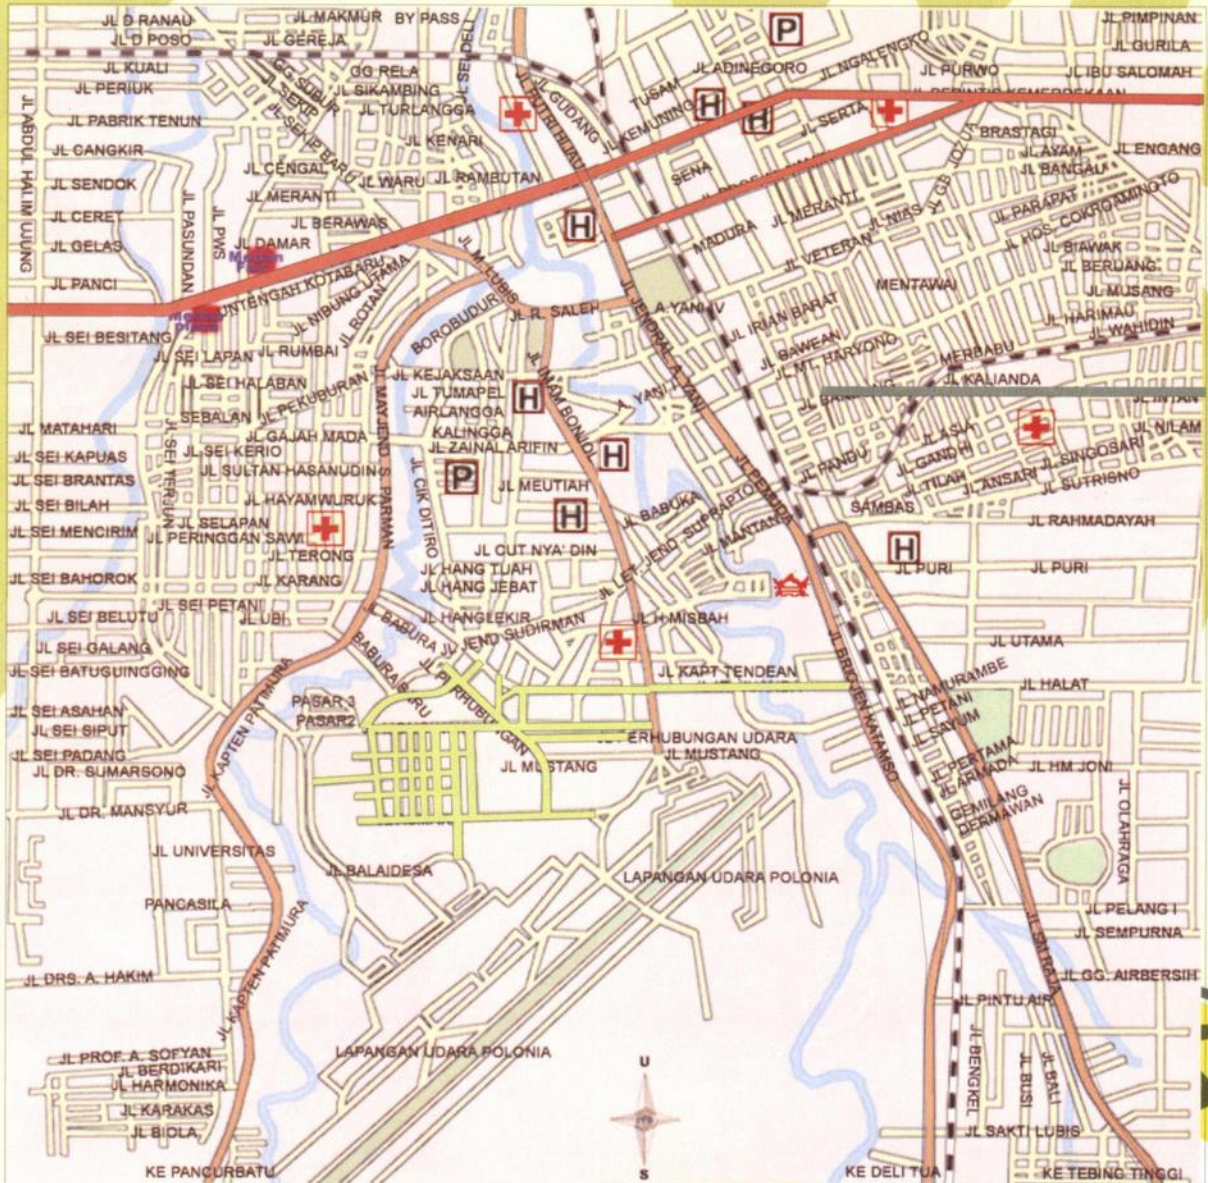 JL D RANAU
JL MAKMUR
BY PASS
JL PIMPINAN
JL D POSO
JL GEREJA
JL SEI DELI
P
JL NGALENGKO
JL GURILA
JL KUALI
GG SUBUR
GG RELA
JL ADINEGORO
JL PURWO
JL IBU SALOMAH
JL PERIUK
JL SEKIP
JL SIKAMBING
JL PUTRI HIJAU
JL GUDANG
TUSAM
JL PERINTIS KEMERDEKAAN
JL ABDUL HALIM UJUNG
JL PABRIK TENUN
JL SEKIP BARU
JL TURLANGGA
JL KEMUNING
H
H
JL SERTA
BRASTAGI
JL CANGKIR
JL KENARI
JL GB JOZUA
JL AYAM
JL ENGANG
JL CENGAL
JL WARU
JL RAMBUTAN
SENA
JL BANGAU
JL SENDOK
JL MERANTI
JL MERANTI
JL NIAS
JL PARAPAT
JL HOS. COKROAMINOTO
JL CERET
JL PASUNDAN
JL PWS
JL BERAWAS
H
MADURA
JL GELAS
JL DAMAR
JL M. LUBIS
JL VETERAN
JL BIAWAK
JL PANCI
UNTENGAH KOTABARU
JL BERUANG
MENTAWAI
JL MUSANG
JL NIBUNG UTAMA
JL ROTAN
BOROBUDUR
JL R. SALEH
JL JENDRAL A. YANI
A.YANI IV
JL IRIAN BARAT
JL HARIMAU
JL SEI BESITANG
JL WAHIDIN
JL SEI LAPAN
JL RUMBAI
JL BAWEAN
MERBABU
JL MT. HARYONO
JL SEI HALABAN
JL PEKUBURAN
JL KEJAKSAAN
JL IMAM BONJOL
JL KALIANDA
SEBALAN
JL MAYJEND S. PARMAN
JL TUMAPEL
H
A. YANI
JL INTAN
AIRLANGGA
JL MATAHARI
JL GAJAH MADA
KALINGGA
JL ASIA
JL NILAM
JL SEI KAPUAS
JL SEI KERIO
JL ZAINAL ARIFIN
H
JL PEMUDA
JL PANDU
JL GANDHI
JL SINGOSARI
JL SEI BRANTAS
JL SULTAN HASANUDIN
JL CIK DITIRO
P
JL MEUTIAH
JL TILAH
JL ANSARI
JL SUTRISNO
JL SEI BILAH
JL HAYAMWURUK
JL BABUKA
SAMBAS
JL SEI MENCIRIM
JL SELAPAN
H
JL LET JEND SUPRAPTO
JL RAHMADAYAH
JL PERINGGAN SAWI
JL MANTANG
JL TERONG
JL CUT NYA' DIN
H
JL SEI BAHOROK
JL KARANG
JL HANG TUAH
JL PURI
JL PURI
JL HANG JEBAT
JL SEI PETANI
JL SEI BELUTU
JL UBI
JL BABURA
JL HANGLEKIR
JL JEND SUDIRMAN
JL H.MISBAH
JL BRIGJEN KATAMSO
JL UTAMA
JL SEI GALANG
BABURA BARU
JL PERHUBUNGAN
JL SEI BATUGUINGGING
JL KAPTEN PATIMURA
JL KAPT TENDEAN
JL NAMURAMBE
JL HALAT
PASAR 3
JL SEI ASAHAN
PASAR2
JL PETANI
JL SEI SIPUT
JL SAYUM
ERHUBUNGAN UDARA
JL SEI PADANG
JL MUSTANG
JL MUSTANG
JL PERTAMA
JL HM JONI
JL DR. SUMARSONO
JL ARMADA
JL OLAHRAGA
JL DR. MANSYUR
GEMILANG
DERMAWAN
JL UNIVERSITAS
JL BALAIDESA
LAPANGAN UDARA POLONIA
PANCASILA
JL PELANG I
JL SM RAJA
JL SEMPURNA
JL KAPTEN PATIMURA
JL DRS. A. HAKIM
JL GG. AIRBERSIH
JL PINTU AIR
JL PROF. A. SOFYAN
LAPANGAN UDARA POLONIA
U
JL BENGKEL
JL BUSI
JL BALI
JL BERDIKARI
JL HARMONIKA
JL KARAKAS
JL BIOLA
JL SAKTI LUBIS
KE PANCURBATU
S
KE DELI TUA
KE TEBING TINGGI